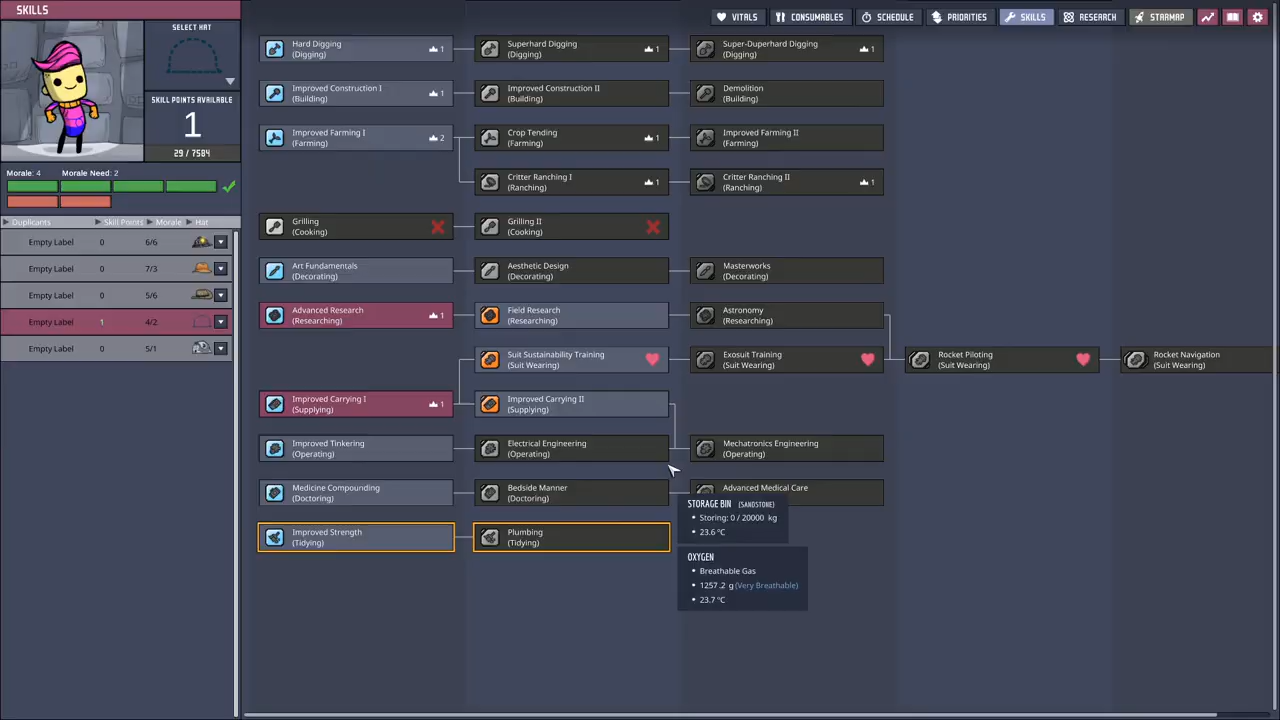 SKILLS
VITALS
CONSUMABLES
SCHEDULE
PRIORITIES
SKILLS
RESEARCH
STARMAP
SELECT HAT
SKILL POINTS AVAILABLE
1
29 / 7584
Morale: 4
Morale Need: 2
Duplicants
Skill Points
Morale
Hat
Empty Label 0 6/6
Empty Label 0 7/3
Empty Label 0 5/6
Empty Label 1 4/2
Empty Label 0 5/1
Hard Digging
(Digging)
1
Superhard Digging
(Digging)
1
Super-Duperhard Digging
(Digging)
1
Improved Construction I
(Building)
1
Improved Construction II
(Building)
Demolition
(Building)
Improved Farming I
(Farming)
2
Crop Tending
(Farming)
1
Improved Farming II
(Farming)
Critter Ranching I
(Ranching)
1
Critter Ranching II
(Ranching)
1
Grilling
(Cooking)
Grilling II
(Cooking)
Art Fundamentals
(Decorating)
Aesthetic Design
(Decorating)
Masterworks
(Decorating)
Advanced Research
(Researching)
1
Field Research
(Researching)
Astronomy
(Researching)
Suit Sustainability Training
(Suit Wearing)
Exosuit Training
(Suit Wearing)
Rocket Piloting
(Suit Wearing)
Rocket Navigation
(Suit Wearing)
Improved Carrying I
(Supplying)
1
Improved Carrying II
(Supplying)
Improved Tinkering
(Operating)
Electrical Engineering
(Operating)
Mechatronics Engineering
(Operating)
Medicine Compounding
(Doctoring)
Bedside Manner
(Doctoring)
Advanced Medical Care
Improved Strength
(Tidying)
Plumbing
(Tidying)
STORAGE BIN (SANDSTONE)
• Storing: 0 / 20000 kg
• 23.6 °C
OXYGEN
• Breathable Gas
• 1257.2 g (Very Breathable)
• 23.7 °C